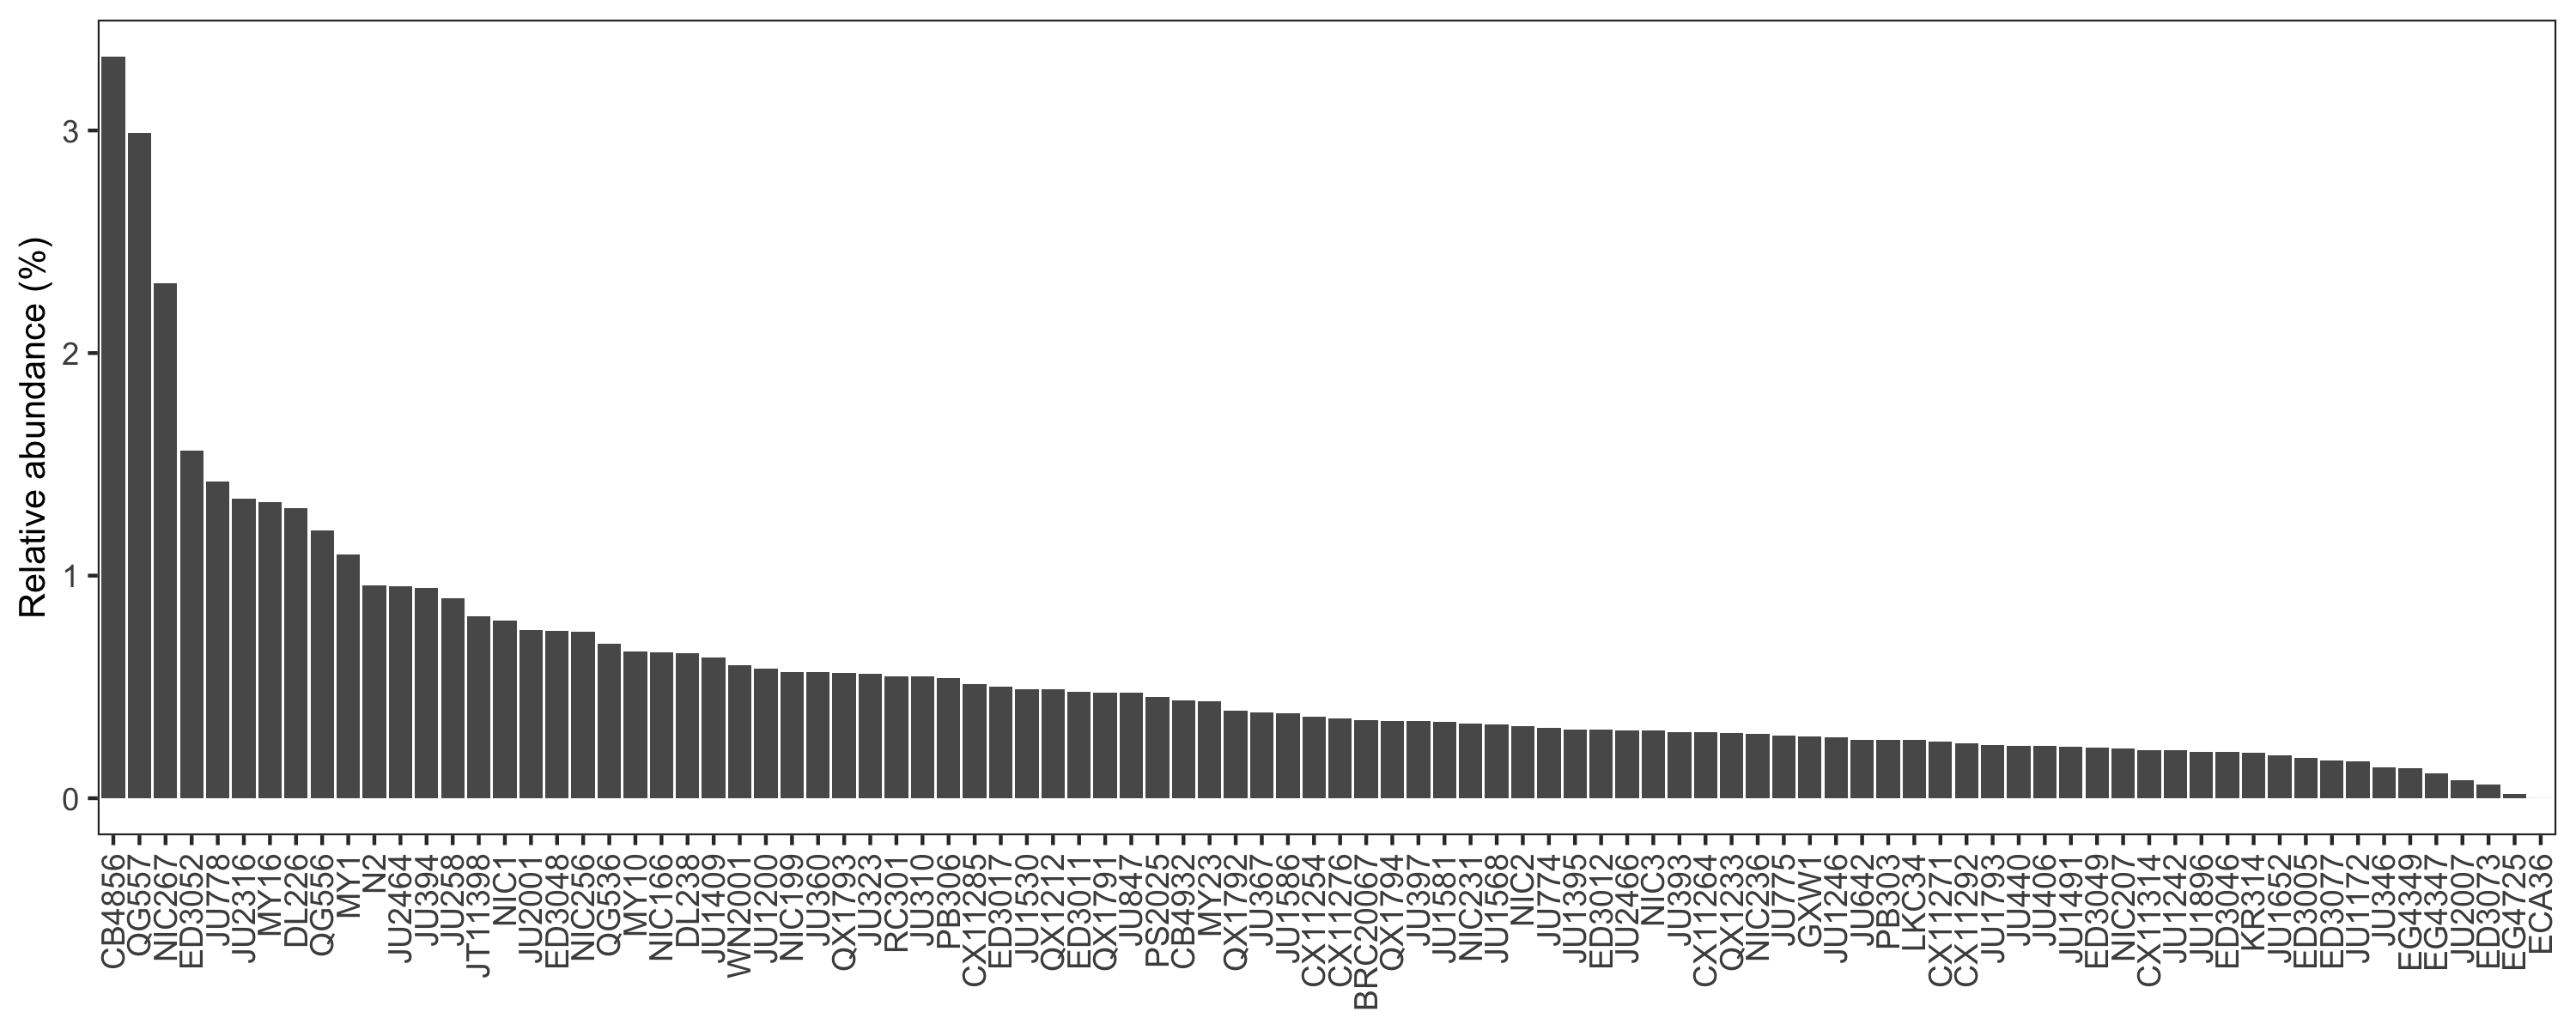 Relative abundance (%)
3
2
1
0
CB4856
QG557
NIC267
ED3052
JU778
JU2316
MY16
DL226
QG556
MY1
N2
JU2464
JU394
JU258
JT11398
NIC1
JU2001
ED3048
NIC256
QG536
MY10
NIC166
DL238
JU1409
WN2001
JU1200
NIC199
JU360
QX1793
JU323
RC301
JU310
PB306
CX11285
ED3017
JU1530
QX1212
ED3011
QX1791
JU847
PS2025
CB4932
MY23
QX1792
JU367
JU1586
CX11254
CX11276
BRC20067
QX1794
JU397
JU1581
NIC231
JU1568
NIC2
JU774
JU1395
ED3012
JU2466
NIC3
JU393
CX11264
QX1233
NIC236
JU775
GXW1
JU1246
JU642
PB303
LKC34
CX11271
CX11292
JU1793
JU440
JU406
JU1491
ED3049
NIC207
CX11314
JU1242
JU1896
ED3046
KR314
JU1652
ED3005
ED3077
JU1172
JU346
EG4349
EG4347
JU2007
ED3073
EG4725
ECA36